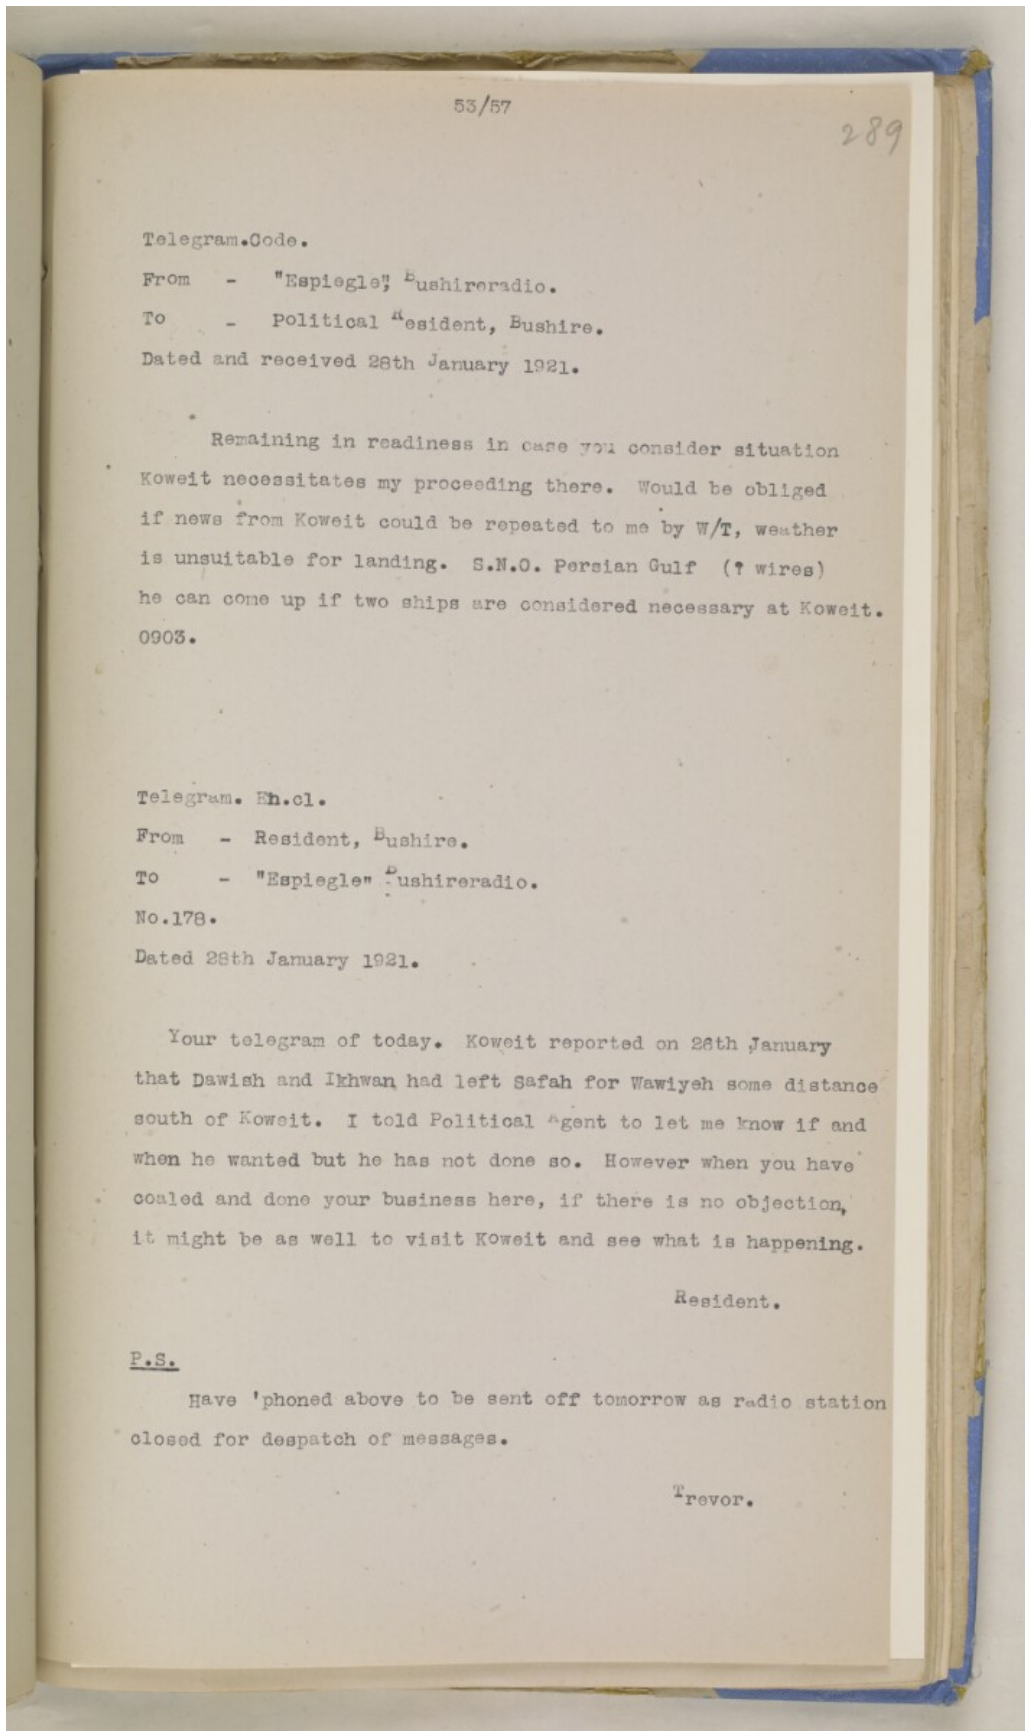 53/57
289
Telegram.Code.
From - "Espiegle", Bushireradio.
To - Political Resident, Bushire.
Dated and received 28th January 1921.
Remaining in readiness in case you consider situation
Koweit necessitates my proceeding there. Would be obliged
if news from Koweit could be repeated to me by W/T, weather
is unsuitable for landing. S.N.O. Persian Gulf (? wires)
he can come up if two ships are considered necessary at Koweit.
0903.
Telegram. En.cl.
From - Resident, Bushire.
To - "Espiegle" Bushireradio.
No.178.
Dated 28th January 1921.
Your telegram of today. Koweit reported on 26th January
that Dawish and Ikhwan had left Safah for Wawiyeh some distance
south of Koweit. I told Political Agent to let me know if and
when he wanted but he has not done so. However when you have
coaled and done your business here, if there is no objection,
it might be as well to visit Koweit and see what is happening.
Resident.
P.S.
Have 'phoned above to be sent off tomorrow as radio station
closed for despatch of messages.
Trevor.